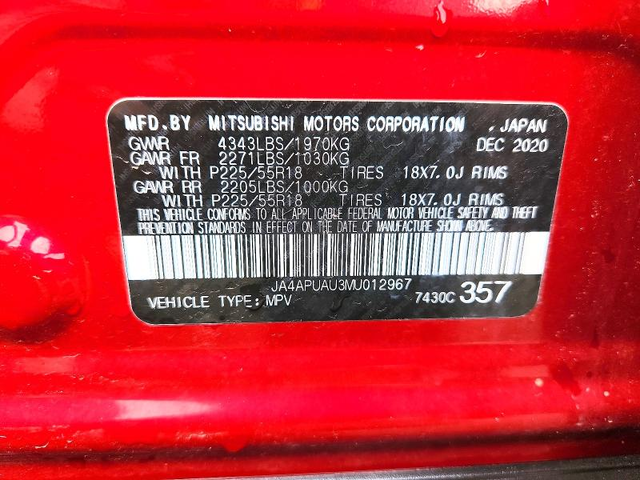 MFD.BY MITSUBISHI MOTORS CORPORATION , JAPAN
GVWR 4343LBS/1970KG DEC 2020
GAWR FR 2271LBS/1030KG
WITH P225/55R18 TIRES 18X7.0J RIMS
GAWR RR 2205LBS/1000KG
WITH P225/55R18 TIRES 18X7.0J RIMS
THIS VEHICLE CONFORMS TO ALL APPLICABLE FEDERAL MOTOR VEHICLE SAFETY AND THEFT
PREVENTION STANDARDS IN EFFECT ON THE DATE OF MANUFACTURE SHOWN ABOVE.
JA4APUAU3MU012967
VEHICLE TYPE: MPV 7430C 357